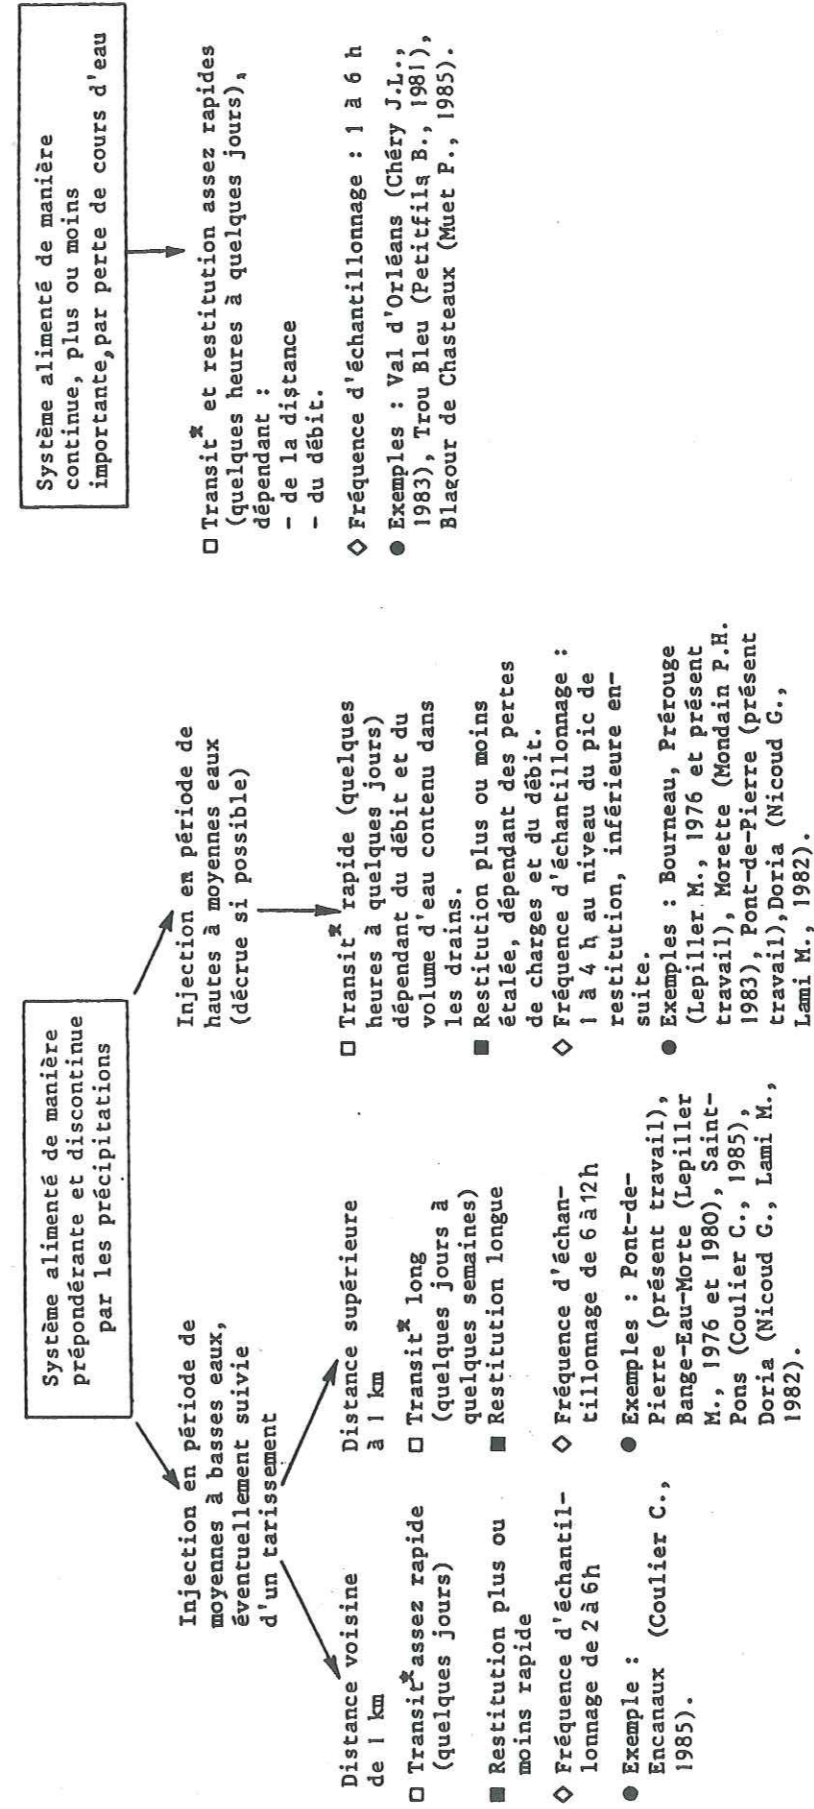 Système alimenté de manière
prépondérante et discontinue
par les précipitations
Injection en période de
moyennes à basses eaux,
éventuellement suivie
d'un tarissement
Distance voisine
de 1 km
□ Transit* assez rapide
(quelques jours)
■ Restitution plus ou
moins rapide
◇ Fréquence d'échantil-
lonnage de 2 à 6h
● Exemple :
Encanaux (Coulier C.,
1985).
Distance supérieure
à 1 km
□ Transit* long
(quelques jours à
quelques semaines)
■ Restitution longue
◇ Fréquence d'échan-
tillonnage de 6 à 12h
● Exemples : Pont-de-
Pierre (présent travail),
Bange-Eau-Morte (Lepiller
M., 1976 et 1980), Saint-
Pons (Coulier C., 1985),
Doria (Nicoud G., Lami M.,
1982).
Injection en période de
hautes à moyennes eaux
(décrue si possible)
□ Transit* rapide (quelques
heures à quelques jours)
dépendant du débit et du
volume d'eau contenu dans
les drains.
■ Restitution plus ou moins
étalée, dépendant des pertes
de charges et du débit.
◇ Fréquence d'échantillonnage :
1 à 4 h au niveau du pic de
restitution, inférieure en-
suite.
● Exemples : Bourneau, Prérouge
(Lepiller M., 1976 et présent
travail), Morette (Mondain P.H.
1983), Pont-de-Pierre (présent
travail), Doria (Nicoud G.,
Lami M., 1982).
Système alimenté de manière
continue, plus ou moins
importante, par perte de cours d'eau
□ Transit* et restitution assez rapides
(quelques heures à quelques jours),
dépendant :
- de la distance
- du débit.
◇ Fréquence d'échantillonnage : 1 à 6 h
● Exemples : Val d'Orléans (Chéry J.L.,
1983), Trou Bleu (Petitfils B., 1981),
Blagour de Chasteaux (Muet P., 1985).